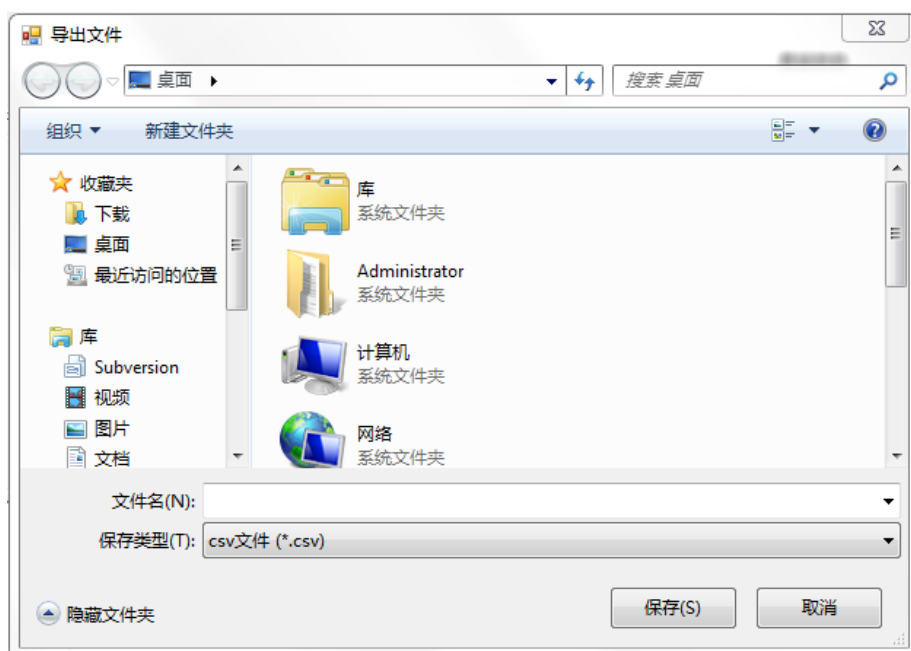 导出文件
桌面
搜索 桌面
组织
新建文件夹
收藏夹
下载
桌面
最近访问的位置
库
Subversion
视频
图片
文档
库
系统文件夹
Administrator
系统文件夹
计算机
系统文件夹
网络
系统文件夹
文件名(N):
保存类型(T): csv文件 (*.csv)
隐藏文件夹
保存(S)
取消